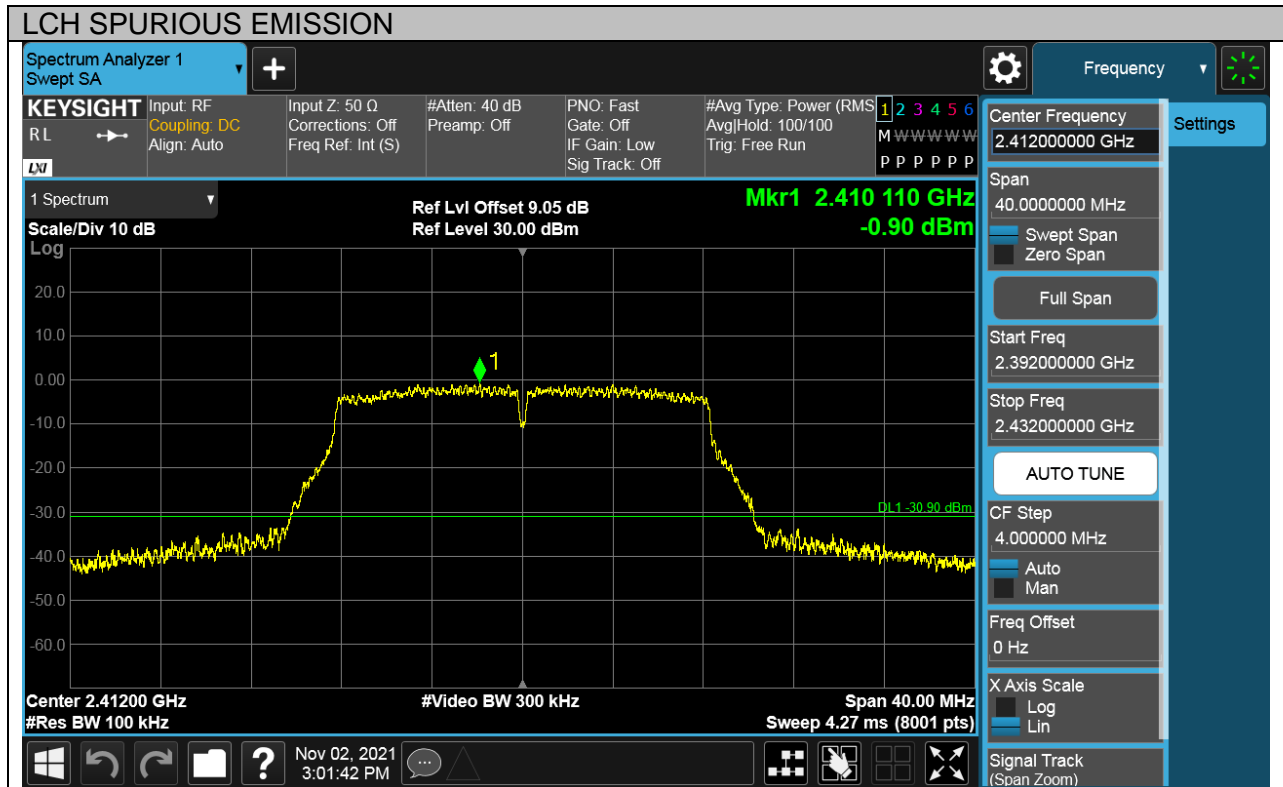 LCH SPURIOUS EMISSION
Spectrum Analyzer 1
Swept SA
Frequency
KEYSIGHT
R L
LXI
Input: RF
Coupling: DC
Align: Auto
Input Z: 50 Ω
Corrections: Off
Freq Ref: Int (S)
#Atten: 40 dB
Preamp: Off
PNO: Fast
Gate: Off
IF Gain: Low
Sig Track: Off
#Avg Type: Power (RMS
Avg|Hold: 100/100
Trig: Free Run
1 2 3 4 5 6
M W W W W W
P P P P P P
1 Spectrum
Scale/Div 10 dB
Log
Ref Lvl Offset 9.05 dB
Ref Level 30.00 dBm
Mkr1 2.410 110 GHz
-0.90 dBm
20.0
10.0
0.00
-10.0
-20.0
-30.0
-40.0
-50.0
-60.0
1
DL1 -30.90 dBm
Center 2.41200 GHz
#Res BW 100 kHz
#Video BW 300 kHz
Span 40.00 MHz
Sweep 4.27 ms (8001 pts)
Center Frequency
2.412000000 GHz
Settings
Span
40.0000000 MHz
Swept Span
Zero Span
Full Span
Start Freq
2.392000000 GHz
Stop Freq
2.432000000 GHz
AUTO TUNE
CF Step
4.000000 MHz
Auto
Man
Freq Offset
0 Hz
X Axis Scale
Log
Lin
Signal Track
(Span Zoom)
?
Nov 02, 2021
3:01:42 PM